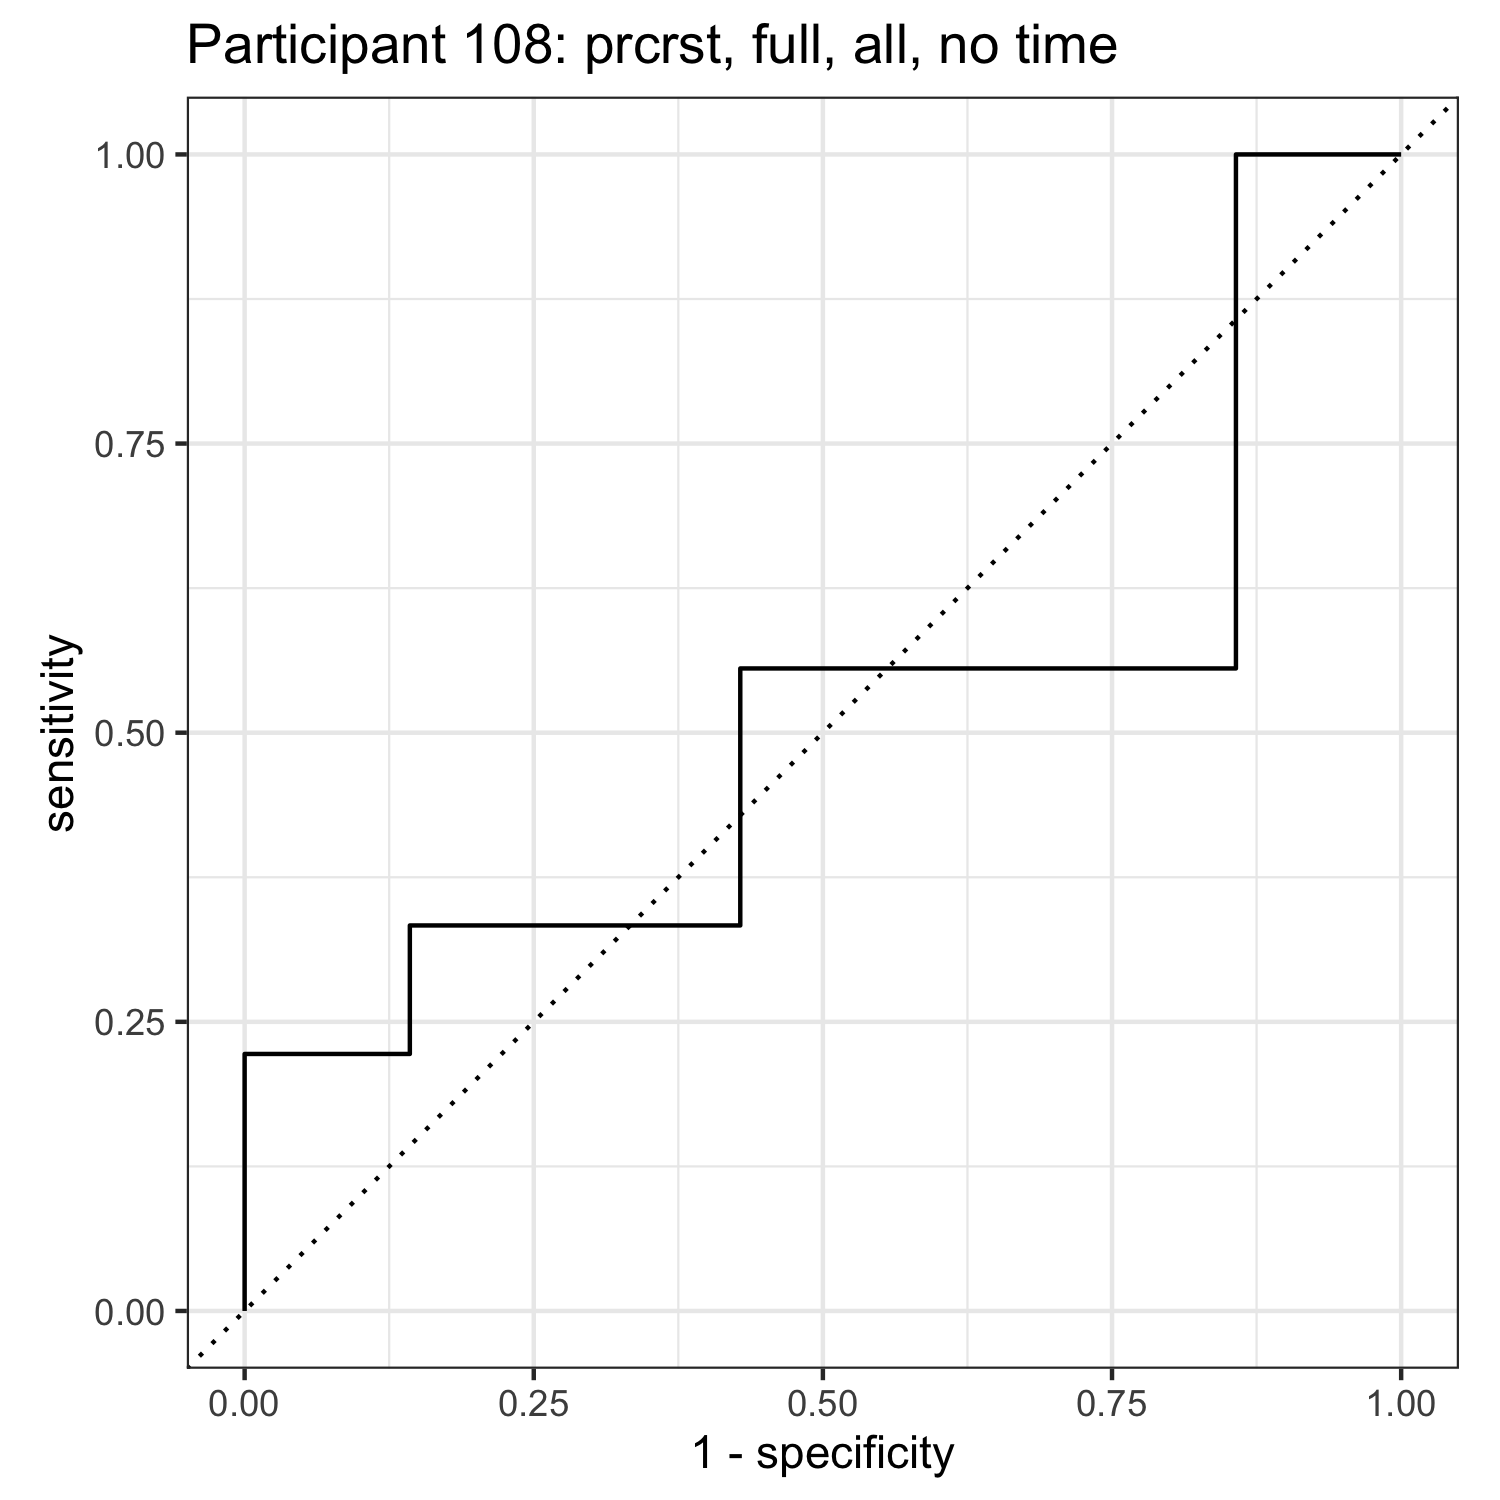 Participant 108: prcrst, full, all, no time
1.00
0.75
0.50
0.25
0.00
sensitivity
0.00 0.25 0.50 0.75 1.00
1 - specificity